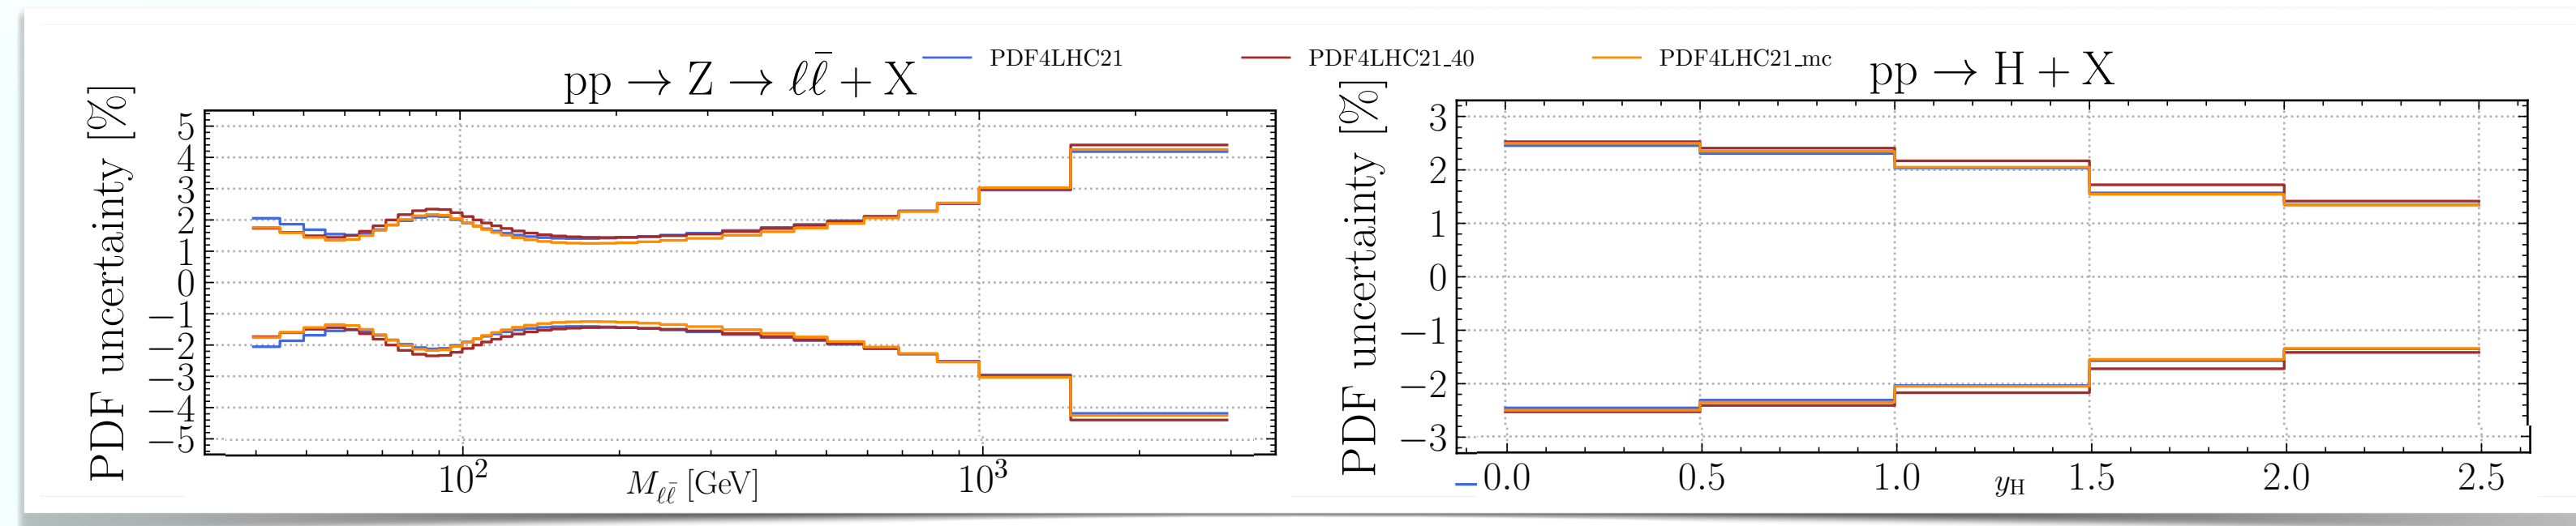 PDF4LHC21 PDF4LHC21_40 PDF4LHC21_mc
pp → Z → ℓℓ̅ + X
PDF uncertainty [%]
5
4
3
2
1
0
−1
−2
−3
−4
−5
10² 10³
M_ℓℓ̅ [GeV]
pp → H + X
PDF uncertainty [%]
3
2
1
0
−1
−2
−3
0.0 0.5 1.0 1.5 2.0 2.5
y_H